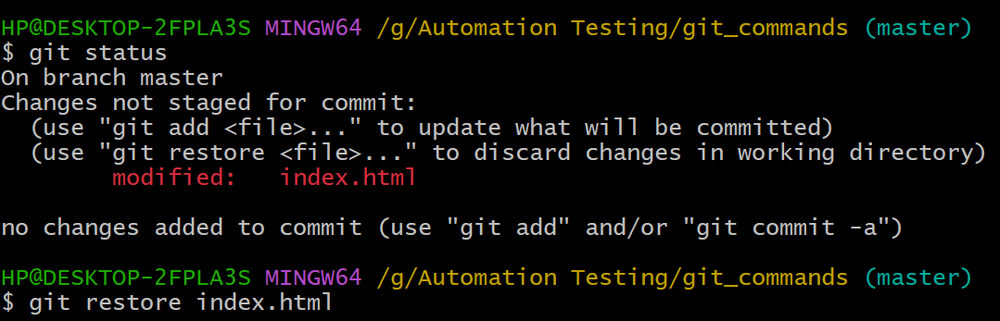 HP@DESKTOP-2FPLA3S MINGW64 /g/Automation Testing/git_commands (master)
$ git status
On branch master
Changes not staged for commit:
  (use "git add <file>..." to update what will be committed)
  (use "git restore <file>..." to discard changes in working directory)
        modified:   index.html

no changes added to commit (use "git add" and/or "git commit -a")

HP@DESKTOP-2FPLA3S MINGW64 /g/Automation Testing/git_commands (master)
$ git restore index.html